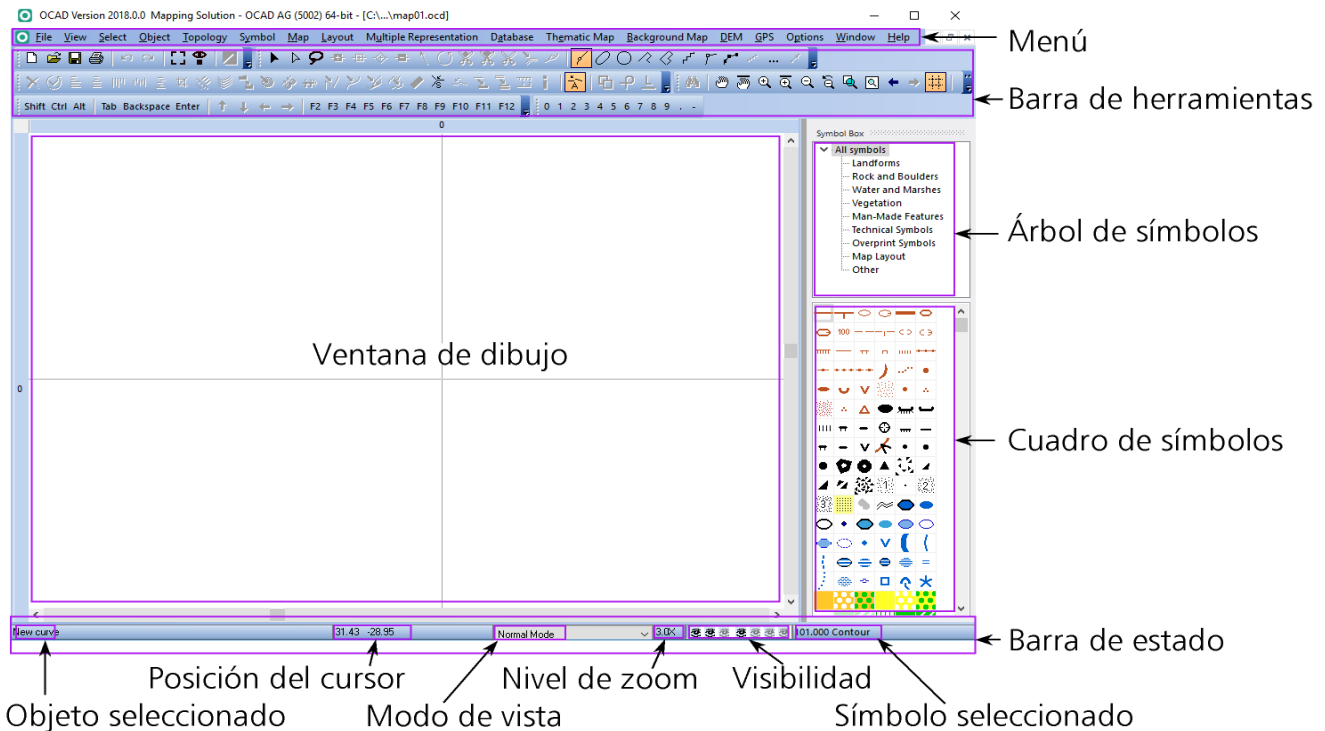 OCAD Version 2018.0.0 Mapping Solution - OCAD AG (5002) 64-bit - [C:\...\map01.ocd]
File View Select Object Topology Symbol Map Layout Multiple Representation Database Thematic Map Background Map DEM GPS Options Window Help
Menú
Shift Ctrl Alt Tab Backspace Enter F2 F3 F4 F5 F6 F7 F8 F9 F10 F11 F12 0 1 2 3 4 5 6 7 8 9 . -
Barra de herramientas
0
Symbol Box
All symbols
Landforms
Rock and Boulders
Water and Marshes
Vegetation
Man-Made Features
Technical Symbols
Overprint Symbols
Map Layout
Other
Árbol de símbolos
100
Ventana de dibujo
0
Cuadro de símbolos
1
2
3
New curve 31.43 -28.95 Normal Mode 3.0X 101.000 Contour
Barra de estado
Posición del cursor Nivel de zoom Visibilidad
Objeto seleccionado Modo de vista Símbolo seleccionado